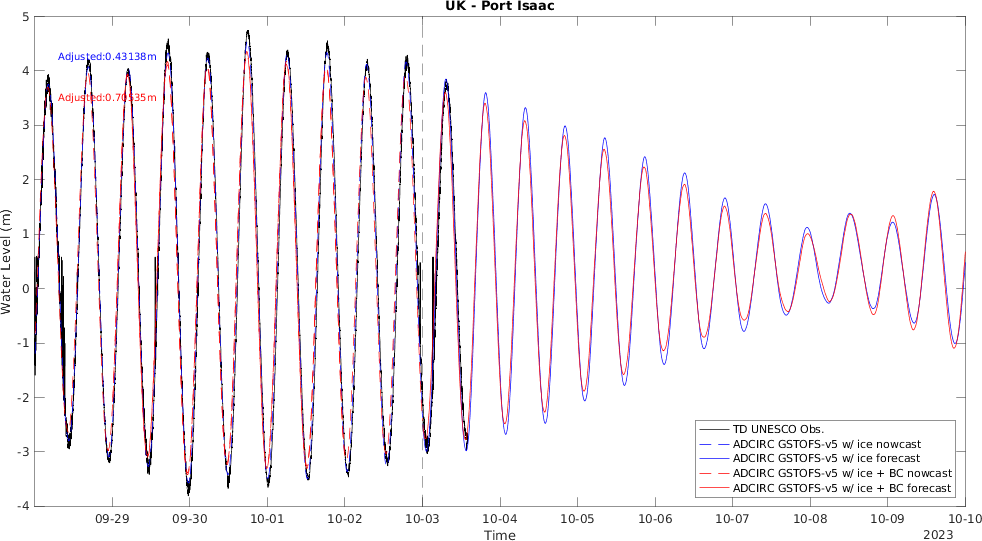 UK - Port Isaac
5
4
3
2
1
0
-1
-2
-3
-4
Water Level (m)
Adjusted:0.43138m
Adjusted:0.70535m
TD UNESCO Obs.
ADCIRC GSTOFS-v5 w/ ice nowcast
ADCIRC GSTOFS-v5 w/ ice forecast
ADCIRC GSTOFS-v5 w/ ice + BC nowcast
ADCIRC GSTOFS-v5 w/ ice + BC forecast
09-29 09-30 10-01 10-02 10-03 10-04 10-05 10-06 10-07 10-08 10-09 10-10
Time
2023